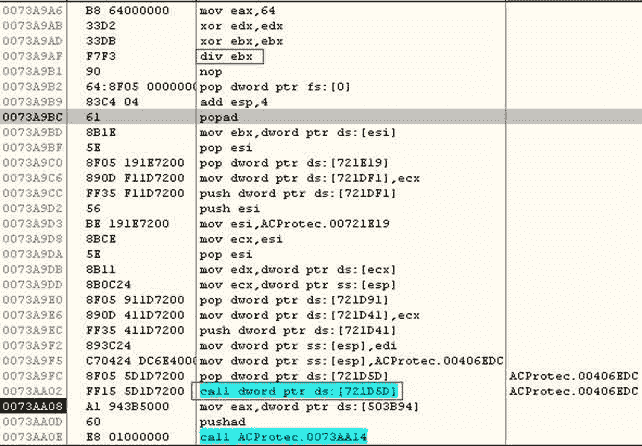 0073A9A6 B8 64000000 mov eax,64
0073A9AB 33D2 xor edx,edx
0073A9AD 33DB xor ebx,ebx
0073A9AF F7F3 div ebx
0073A9B1 90 nop
0073A9B2 64:8F05 0000000 pop dword ptr fs:[0]
0073A9B9 83C4 04 add esp,4
0073A9BC 61 popad
0073A9BD 8B1E mov ebx,dword ptr ds:[esi]
0073A9BF 5E pop esi
0073A9C0 8F05 191E7200 pop dword ptr ds:[721E19]
0073A9C6 890D F11D7200 mov dword ptr ds:[721DF1],ecx
0073A9CC FF35 F11D7200 push dword ptr ds:[721DF1]
0073A9D2 56 push esi
0073A9D3 BE 191E7200 mov esi,ACProtec.00721E19
0073A9D8 8BCE mov ecx,esi
0073A9DA 5E pop esi
0073A9DB 8B11 mov edx,dword ptr ds:[ecx]
0073A9DD 8B0C24 mov ecx,dword ptr ss:[esp]
0073A9E0 8F05 911D7200 pop dword ptr ds:[721D91]
0073A9E6 890D 411D7200 mov dword ptr ds:[721D41],ecx
0073A9EC FF35 411D7200 push dword ptr ds:[721D41]
0073A9F2 893C24 mov dword ptr ss:[esp],edi
0073A9F5 C70424 DC6E4000 mov dword ptr ss:[esp],ACProtec.00406EDC
0073A9FC 8F05 5D1D7200 pop dword ptr ds:[721D5D] ACProtec.00406EDC
0073AA02 FF15 5D1D7200 call dword ptr ds:[721D5D] ACProtec.00406EDC
0073AA08 A1 943B5000 mov eax,dword ptr ds:[503B94]
0073AA0D 60 pushad
0073AA0E E8 01000000 call ACProtec.0073AA14